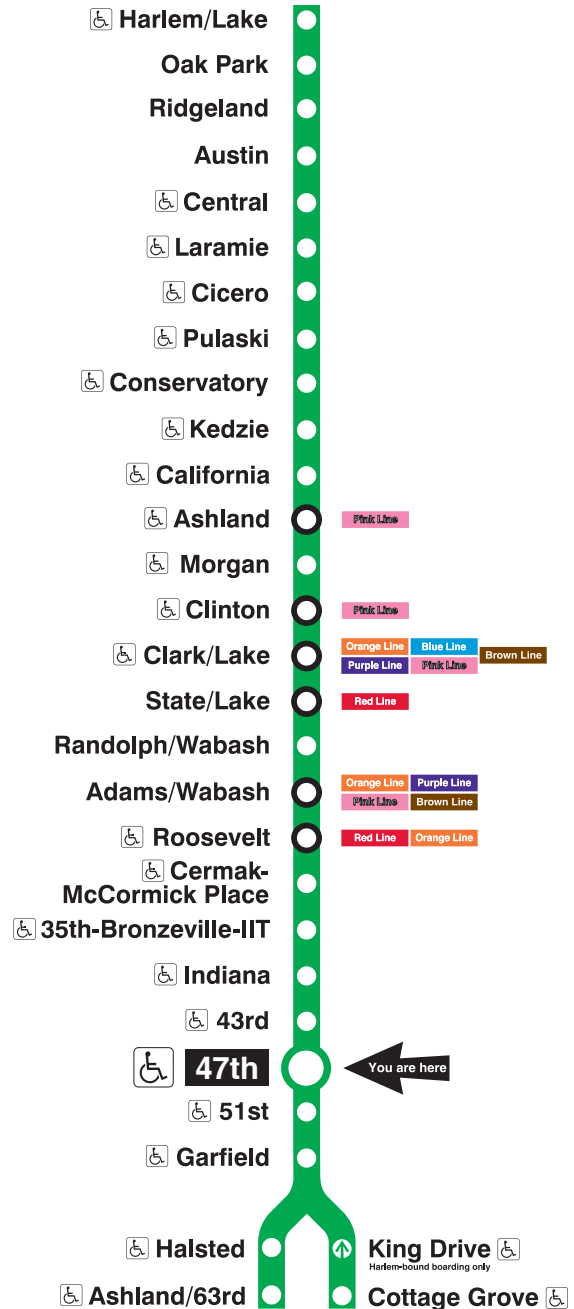 Harlem/Lake
Oak Park
Ridgeland
Austin
Central
Laramie
Cicero
Pulaski
Conservatory
Kedzie
California
Ashland Pink Line
Morgan
Clinton Pink Line
Clark/Lake Orange Line Blue Line Brown Line
Purple Line Pink Line
State/Lake Red Line
Randolph/Wabash
Adams/Wabash Orange Line Purple Line
Pink Line Brown Line
Roosevelt Red Line Orange Line
Cermak-
McCormick Place
35th-Bronzeville-IIT
Indiana
43rd
47th You are here
51st
Garfield
Halsted King Drive
Harlem-bound boarding only
Ashland/63rd Cottage Grove